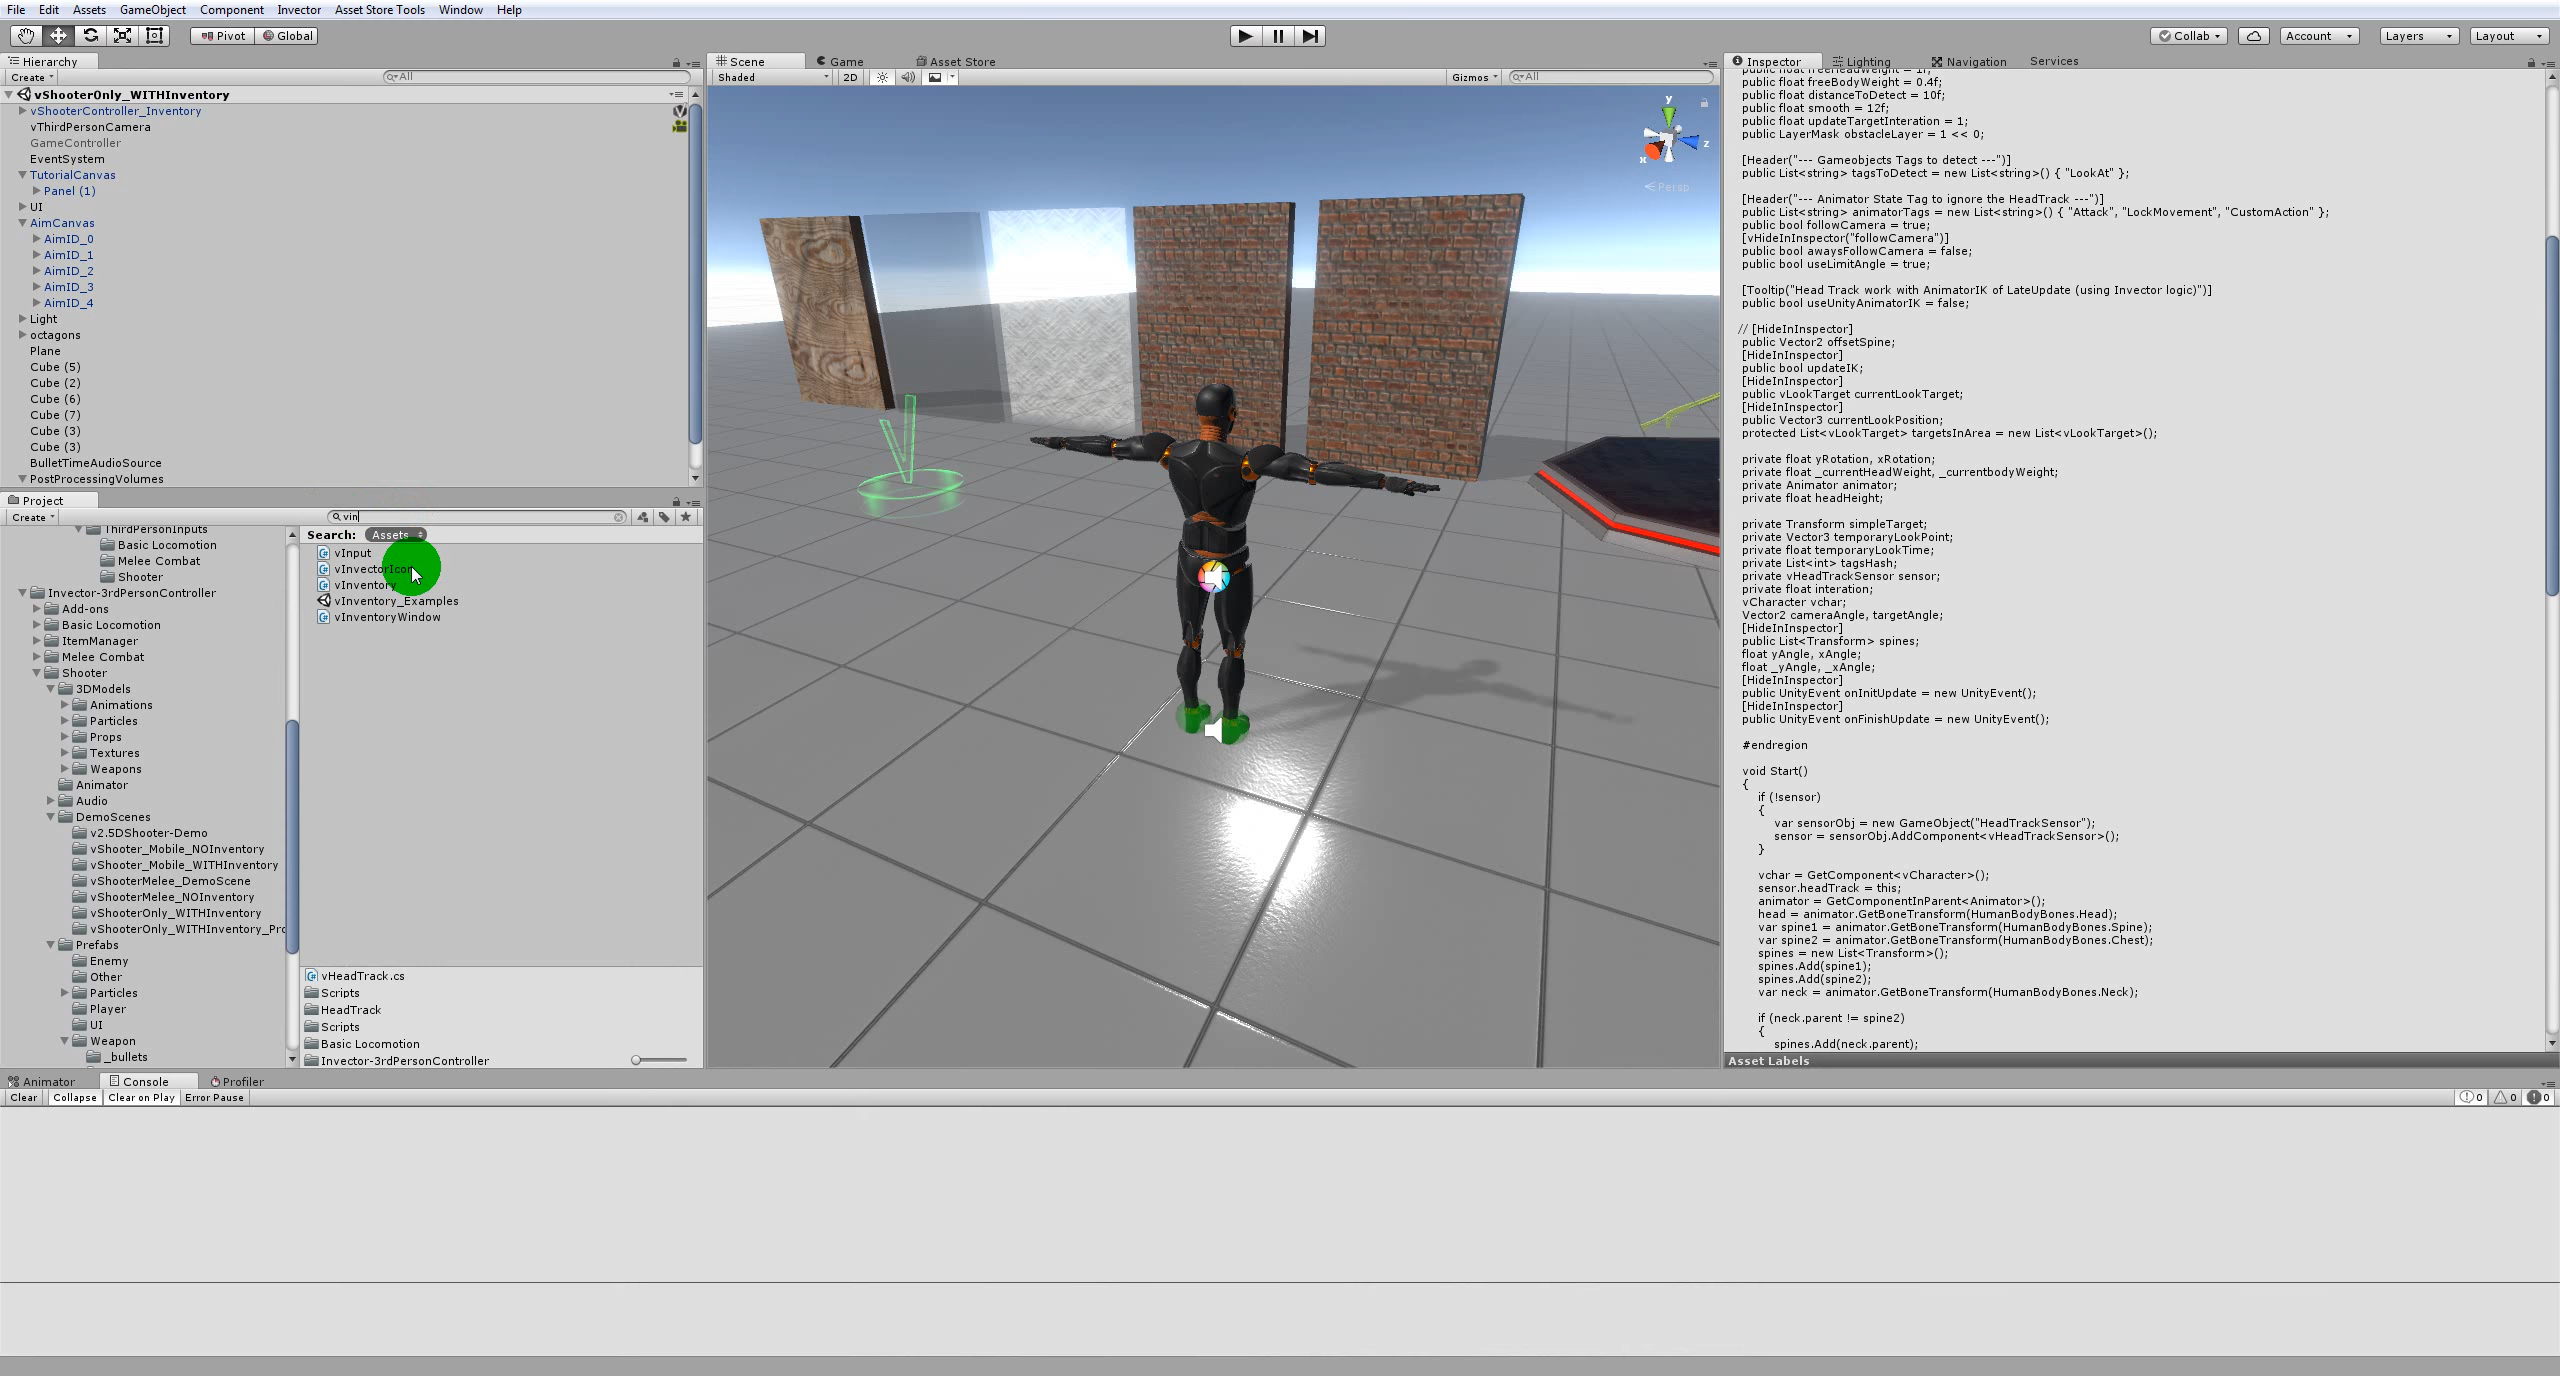 File Edit Assets GameObject Component Invector Asset Store Tools Window Help
Pivot Global Collab Account Layers Layout
Hierarchy
Create All
vShooterOnly_WITHInventory
vShooterController_Inventory
vThirdPersonCamera
GameController
EventSystem
TutorialCanvas
Panel (1)
UI
AimCanvas
AimID_0
AimID_1
AimID_2
AimID_3
AimID_4
Light
octagons
Plane
Cube (5)
Cube (2)
Cube (6)
Cube (7)
Cube (3)
Cube (3)
BulletTimeAudioSource
PostProcessingVolumes
Project
Create vin
ThirdPersonInputs
Basic Locomotion
Melee Combat
Shooter
Invector-3rdPersonController
Add-ons
Basic Locomotion
ItemManager
Melee Combat
Shooter
3DModels
Animations
Particles
Props
Textures
Weapons
Animator
Audio
DemoScenes
v2.5DShooter-Demo
vShooter_Mobile_NOInventory
vShooter_Mobile_WITHInventory
vShooterMelee_DemoScene
vShooterMelee_NOInventory
vShooterOnly_WITHInventory
vShooterOnly_WITHInventory_Pro
Prefabs
Enemy
Other
Particles
Player
UI
Weapon
_bullets
Search: Assets
vInput
vInvectorIcon
vInventory
vInventory_Examples
vInventoryWindow
vHeadTrack.cs
Scripts
HeadTrack
Scripts
Basic Locomotion
Invector-3rdPersonController
Scene Game Asset Store
Shaded 2D Gizmos All
y
z
x
Persp
Inspector Lighting Navigation Services
public float freeHeadWeight = 1f;
public float freeBodyWeight = 0.4f;
public float distanceToDetect = 10f;
public float smooth = 12f;
public float updateTargetInteration = 1;
public LayerMask obstacleLayer = 1 << 0;
[Header("--- Gameobjects Tags to detect ---")]
public List<string> tagsToDetect = new List<string>() { "LookAt" };
[Header("--- Animator State Tag to ignore the HeadTrack ---")]
public List<string> animatorTags = new List<string>() { "Attack", "LockMovement", "CustomAction" };
public bool followCamera = true;
[vHideInInspector("followCamera")]
public bool awaysFollowCamera = false;
public bool useLimitAngle = true;
[Tooltip("Head Track work with AnimatorIK of LateUpdate (using Invector logic)")]
public bool useUnityAnimatorIK = false;
// [HideInInspector]
public Vector2 offsetSpine;
[HideInInspector]
public bool updateIK;
[HideInInspector]
public vLookTarget currentLookTarget;
[HideInInspector]
public Vector3 currentLookPosition;
protected List<vLookTarget> targetsInArea = new List<vLookTarget>();
private float yRotation, xRotation;
private float _currentHeadWeight, _currentbodyWeight;
private Animator animator;
private float headHeight;
private Transform simpleTarget;
private Vector3 temporaryLookPoint;
private float temporaryLookTime;
private List<int> tagsHash;
private vHeadTrackSensor sensor;
private float interation;
vCharacter vchar;
Vector2 cameraAngle, targetAngle;
[HideInInspector]
public List<Transform> spines;
float yAngle, xAngle;
float _yAngle, _xAngle;
[HideInInspector]
public UnityEvent onInitUpdate = new UnityEvent();
[HideInInspector]
public UnityEvent onFinishUpdate = new UnityEvent();
#endregion
void Start()
{
if (!sensor)
{
var sensorObj = new GameObject("HeadTrackSensor");
sensor = sensorObj.AddComponent<vHeadTrackSensor>();
}
vchar = GetComponent<vCharacter>();
sensor.headTrack = this;
animator = GetComponentInParent<Animator>();
head = animator.GetBoneTransform(HumanBodyBones.Head);
var spine1 = animator.GetBoneTransform(HumanBodyBones.Spine);
var spine2 = animator.GetBoneTransform(HumanBodyBones.Chest);
spines = new List<Transform>();
spines.Add(spine1);
spines.Add(spine2);
var neck = animator.GetBoneTransform(HumanBodyBones.Neck);
if (neck.parent != spine2)
{
spines.Add(neck.parent);
Asset Labels
Animator Console Profiler
Clear Collapse Clear on Play Error Pause 0 0 0